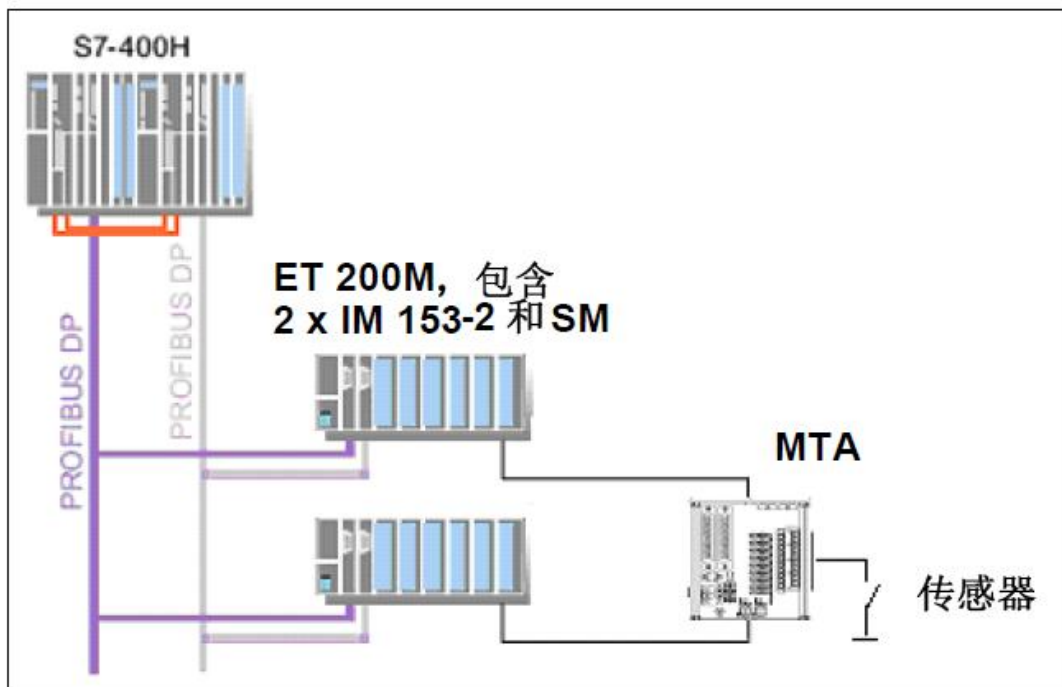 S7-400H
PROFIBUS DP
PROFIBUS DP
ET 200M, 包含
2 x IM 153-2 和 SM
MTA
传感器